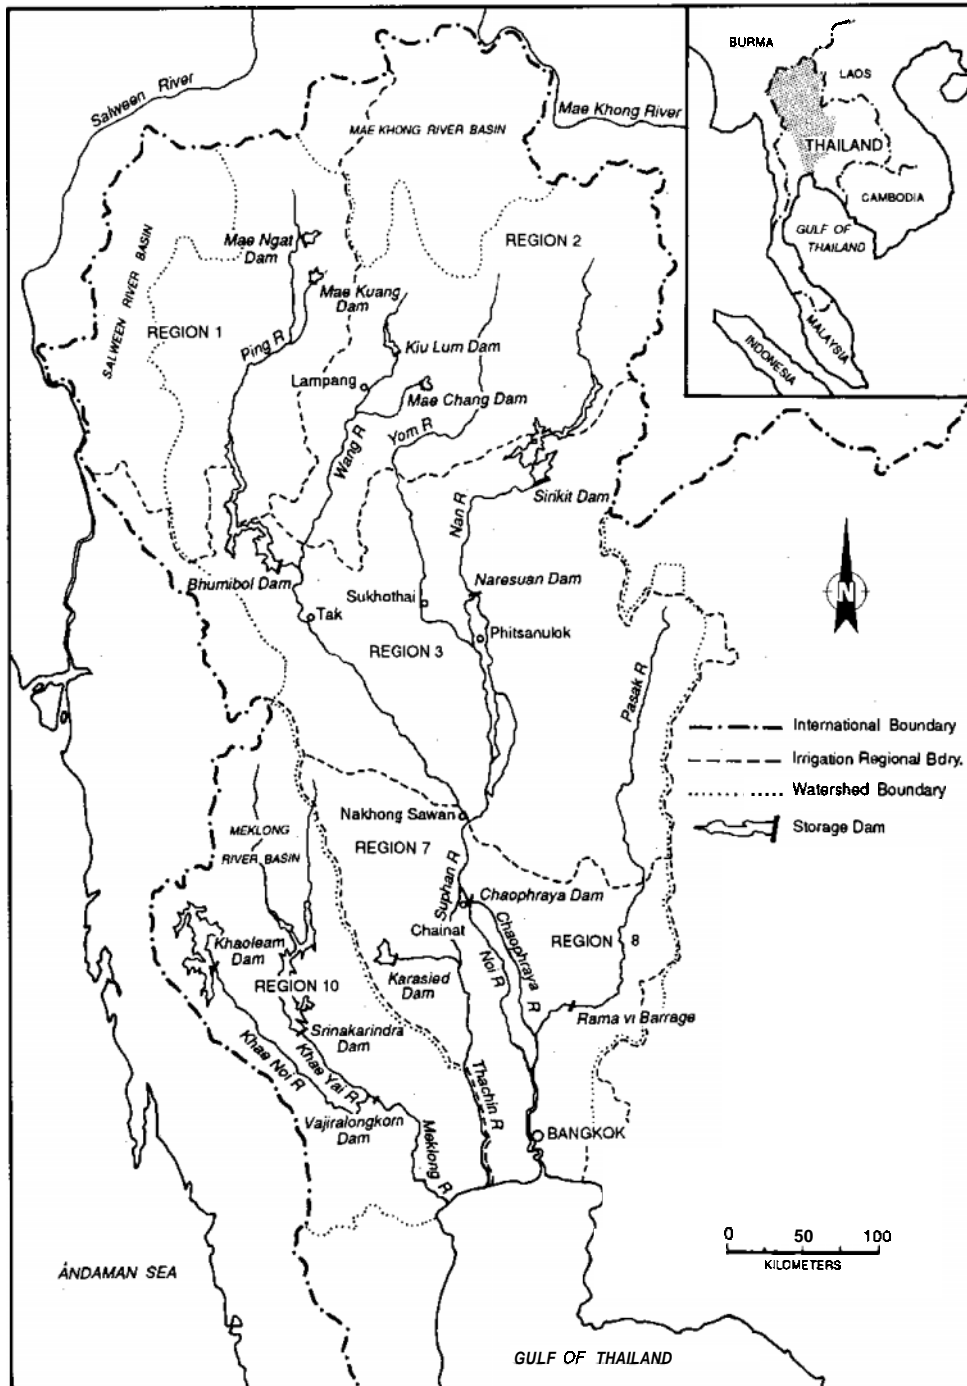 BURMA
LAOS
THAILAND
CAMBODIA
GULF OF
THAILAND
MALAYSIA
INDONESIA
Salween River
Mae Khong River
MAE KHONG RIVER BASIN
SALWEEN RIVER BASIN
REGION 2
Mae Ngat
Dam
Mae Kuang
Dam
REGION 1
Ping R
Kiu Lum Dam
Lampang
Mae Chang Dam
Wang R
Yom R
Nan R
Sirikit Dam
Bhumibol Dam
Naresuan Dam
Sukhothai
Tak
Phitsanulok
REGION 3
Pasak R
N
International Boundary
Irrigation Regional Bdry.
Watershed Boundary
Storage Dam
Nakhong Sawan
MEKLONG
RIVER BASIN
REGION 7
Suphan R
Chaophraya Dam
Chainat
Chaophraya R
Noi R
REGION 8
Khaoleam
Dam
REGION 10
Karasied
Dam
Rama vi Barrage
Srinakarindra
Dam
Khae Noi R
Khae Yai R
Thachin R
Vajiralongkorn
Dam
Meklong R
BANGKOK
0 50 100
KILOMETERS
ANDAMAN SEA
GULF OF THAILAND